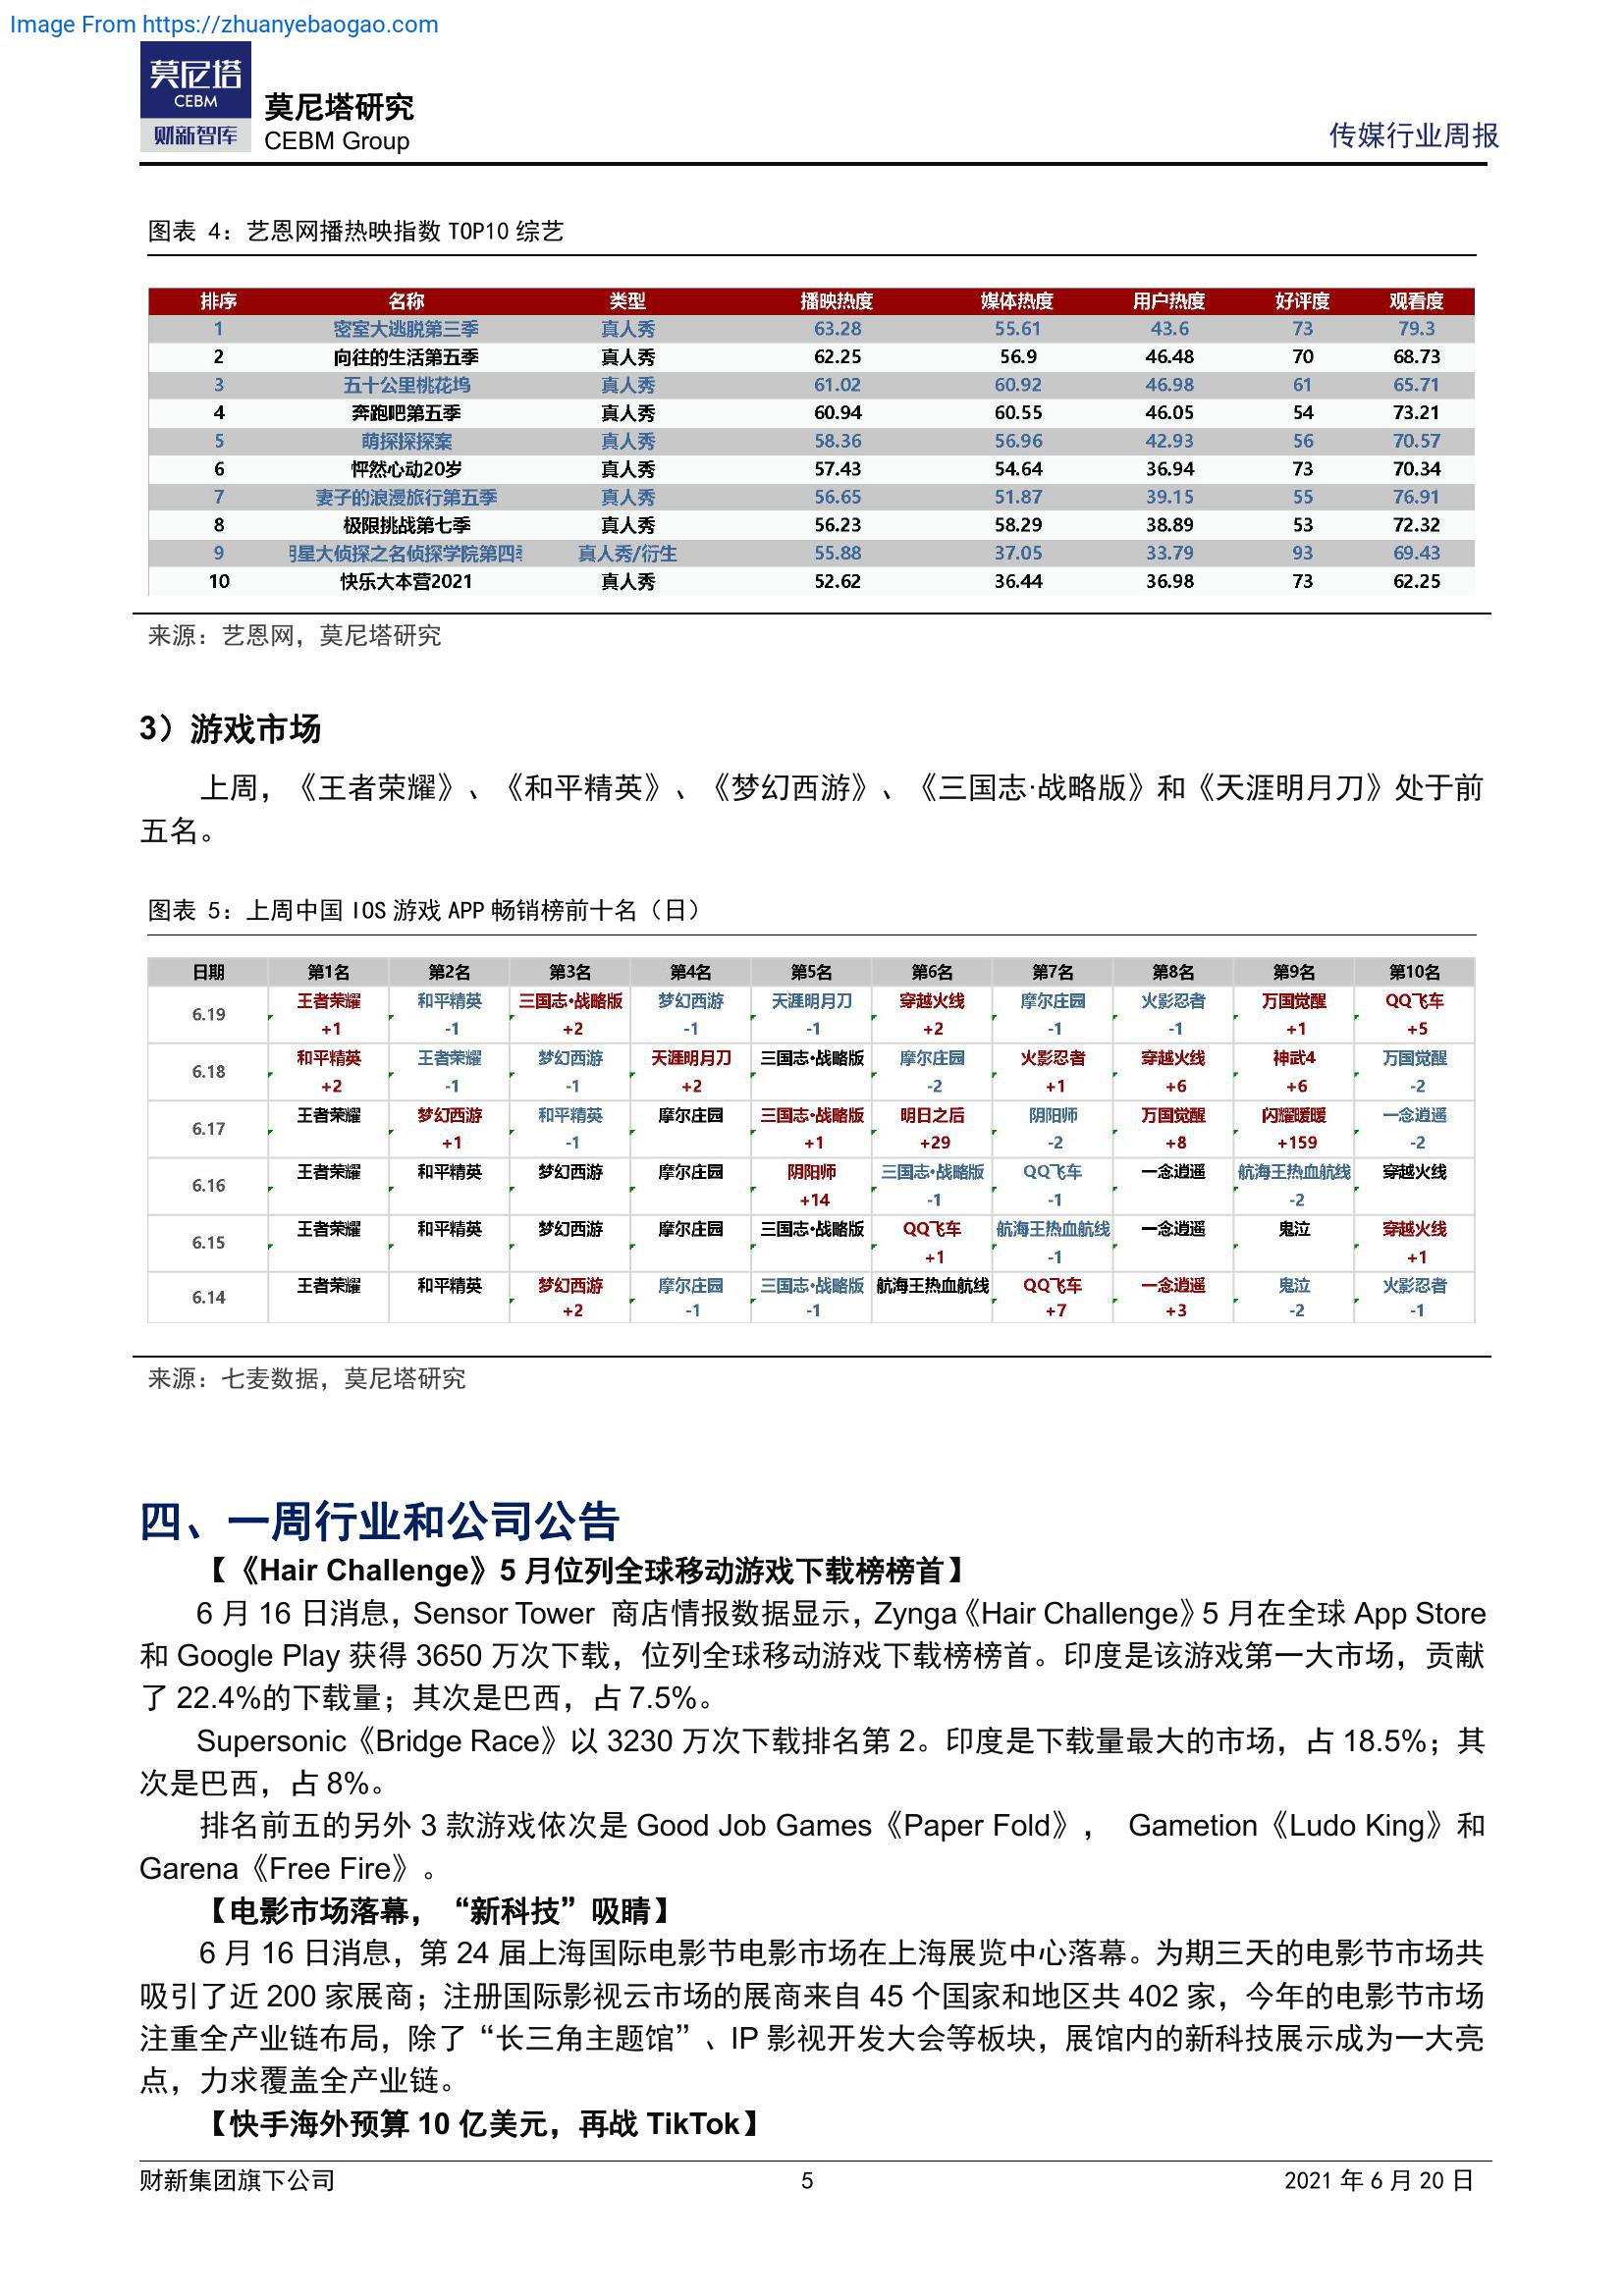 Image From https://zhuanyebaogao.com
莫尼塔
CEBM
财新智库
莫尼塔研究
CEBM Group
传媒行业周报
图表 4：艺恩网播热映指数 TOP10 综艺
排序 名称 类型 播映热度 媒体热度 用户热度 好评度 观看度
1 密室大逃脱第三季 真人秀 63.28 55.61 43.6 73 79.3
2 向往的生活第五季 真人秀 62.25 56.9 46.48 70 68.73
3 五十公里桃花坞 真人秀 61.02 60.92 46.98 61 65.71
4 奔跑吧第五季 真人秀 60.94 60.55 46.05 54 73.21
5 萌探探探案 真人秀 58.36 56.96 42.93 56 70.57
6 怦然心动20岁 真人秀 57.43 54.64 36.94 73 70.34
7 妻子的浪漫旅行第五季 真人秀 56.65 51.87 39.15 55 76.91
8 极限挑战第七季 真人秀 56.23 58.29 38.89 53 72.32
9 星大侦探之名侦探学院第四 真人秀/衍生 55.88 37.05 33.79 93 69.43
10 快乐大本营2021 真人秀 52.62 36.44 36.98 73 62.25
来源：艺恩网，莫尼塔研究
3）游戏市场
上周，《王者荣耀》、《和平精英》、《梦幻西游》、《三国志·战略版》和《天涯明月刀》处于前
五名。
图表 5：上周中国 IOS 游戏 APP 畅销榜前十名（日）
日期 第1名 第2名 第3名 第4名 第5名 第6名 第7名 第8名 第9名 第10名
6.19 王者荣耀 和平精英 三国志·战略版 梦幻西游 天涯明月刀 穿越火线 摩尔庄园 火影忍者 万国觉醒 QQ飞车
+1 -1 +2 -1 -1 +2 -1 -1 +1 +5
6.18 和平精英 王者荣耀 梦幻西游 天涯明月刀 三国志·战略版 摩尔庄园 火影忍者 穿越火线 神武4 万国觉醒
+2 -1 -1 +2 -2 +1 +6 +6 -2
6.17 王者荣耀 梦幻西游 和平精英 摩尔庄园 三国志·战略版 明日之后 阴阳师 万国觉醒 闪耀暖暖 一念逍遥
+1 -1 +1 +29 -2 +8 +159 -2
6.16 王者荣耀 和平精英 梦幻西游 摩尔庄园 阴阳师 三国志·战略版 QQ飞车 一念逍遥 航海王热血航线 穿越火线
+14 -1 -1 -2
6.15 王者荣耀 和平精英 梦幻西游 摩尔庄园 三国志·战略版 QQ飞车 航海王热血航线 一念逍遥 鬼泣 穿越火线
+1 -1 +1
6.14 王者荣耀 和平精英 梦幻西游 摩尔庄园 三国志·战略版 航海王热血航线 QQ飞车 一念逍遥 鬼泣 火影忍者
+2 -1 -1 +7 +3 -2 -1
来源：七麦数据，莫尼塔研究
四、一周行业和公司公告
【《Hair Challenge》5 月位列全球移动游戏下载榜榜首】
6 月 16 日消息，Sensor Tower 商店情报数据显示，Zynga《Hair Challenge》5 月在全球 App Store
和 Google Play 获得 3650 万次下载，位列全球移动游戏下载榜榜首。印度是该游戏第一大市场，贡献
了 22.4%的下载量；其次是巴西，占 7.5%。
Supersonic《Bridge Race》以 3230 万次下载排名第 2。印度是下载量最大的市场，占 18.5%；其
次是巴西，占 8%。
排名前五的另外 3 款游戏依次是 Good Job Games《Paper Fold》， Gametion《Ludo King》和
Garena《Free Fire》。
【电影市场落幕，“新科技”吸睛】
6 月 16 日消息，第 24 届上海国际电影节电影市场在上海展览中心落幕。为期三天的电影节市场共
吸引了近 200 家展商；注册国际影视云市场的展商来自 45 个国家和地区共 402 家，今年的电影节市场
注重全产业链布局，除了“长三角主题馆”、IP 影视开发大会等板块，展馆内的新科技展示成为一大亮
点，力求覆盖全产业链。
【快手海外预算 10 亿美元，再战 TikTok】
财新集团旗下公司 5 2021 年 6 月 20 日